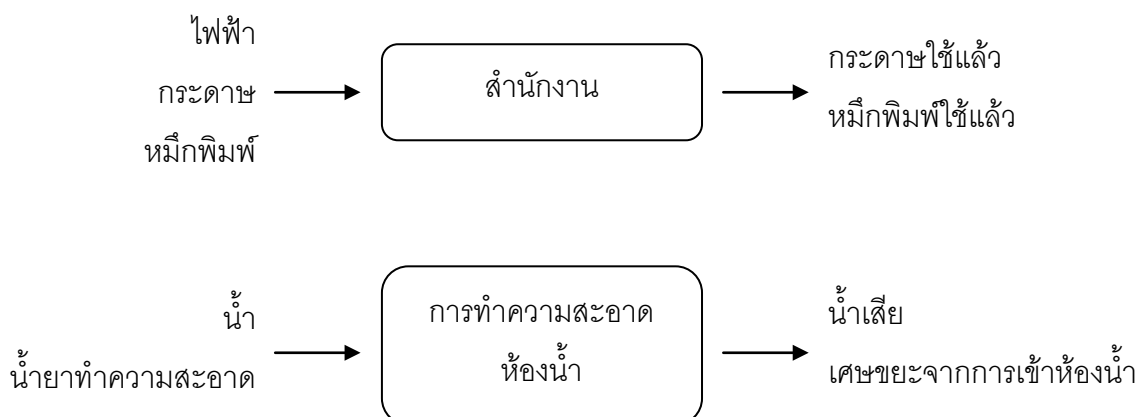 ไฟฟ้า
กระดาษ
หมึกพิมพ์
สำนักงาน
กระดาษใช้แล้ว
หมึกพิมพ์ใช้แล้ว
น้ำ
น้ำยาทำความสะอาด
การทำความสะอาด
ห้องน้ำ
น้ำเสีย
เศษขยะจากการเข้าห้องน้ำ